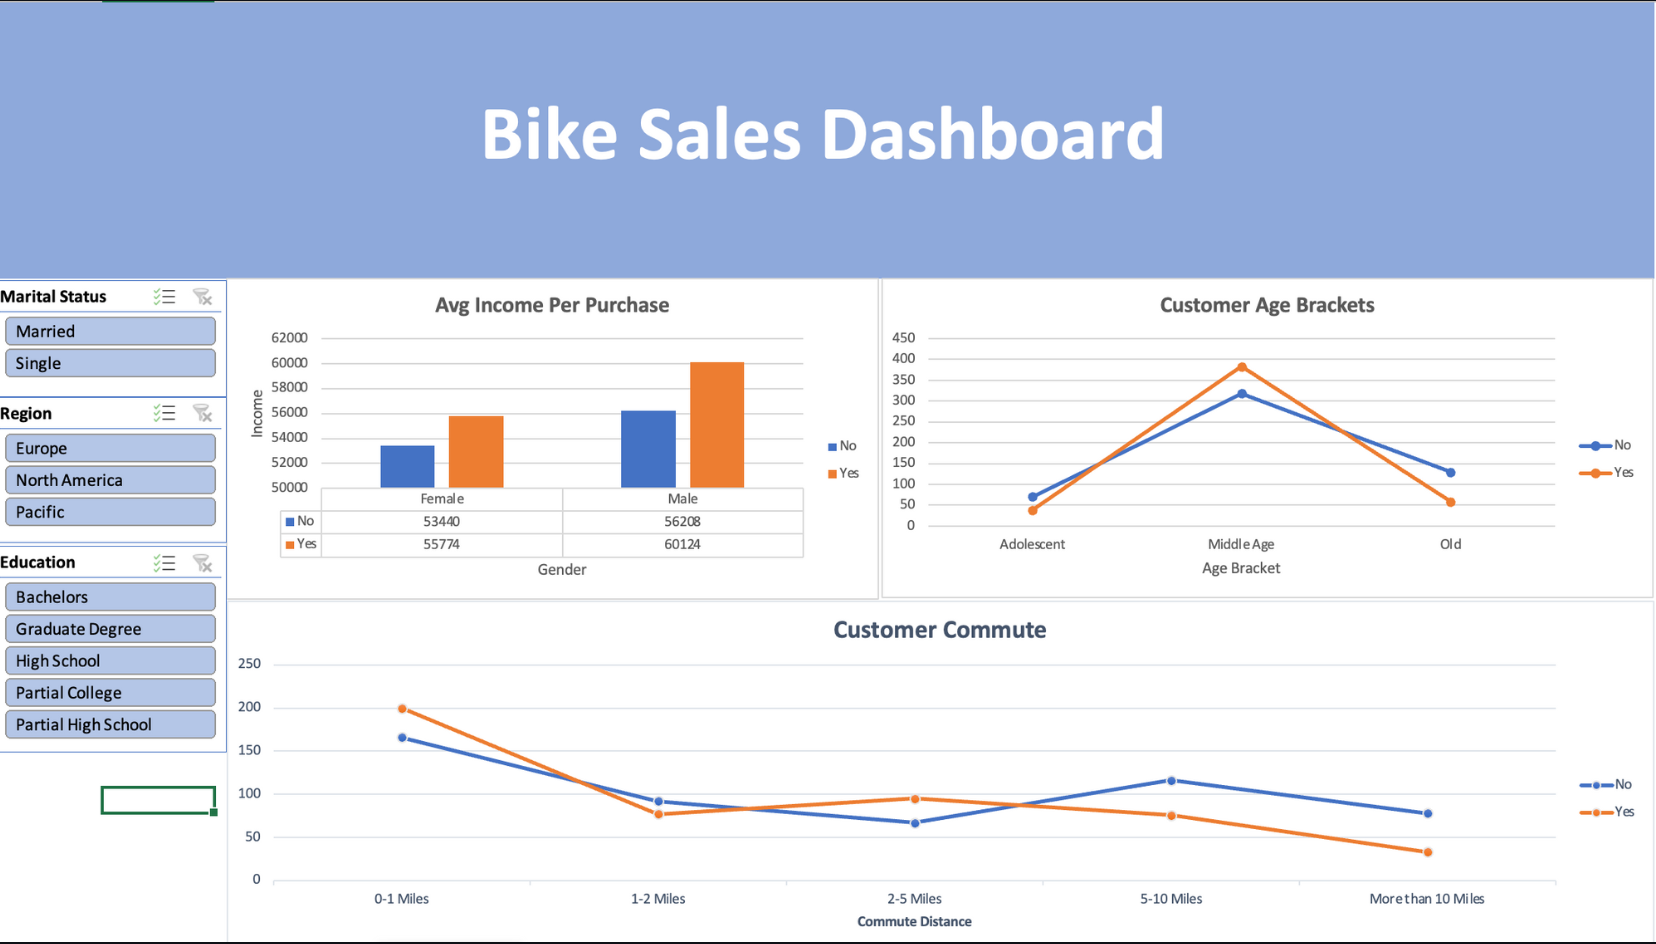 Bike Sales Dashboard
Marital Status
Married
Single
Region
Europe
North America
Pacific
Education
Bachelors
Graduate Degree
High School
Partial College
Partial High School
Avg Income Per Purchase
62000
60000
58000
56000
54000
52000
50000
Income
Female Male
No 53440 56208
Yes 55774 60124
Gender
No
Yes
Customer Age Brackets
450
400
350
300
250
200
150
100
50
0
Adolescent Middle Age Old
Age Bracket
No
Yes
Customer Commute
250
200
150
100
50
0
0-1 Miles 1-2 Miles 2-5 Miles 5-10 Miles More than 10 Miles
Commute Distance
No
Yes